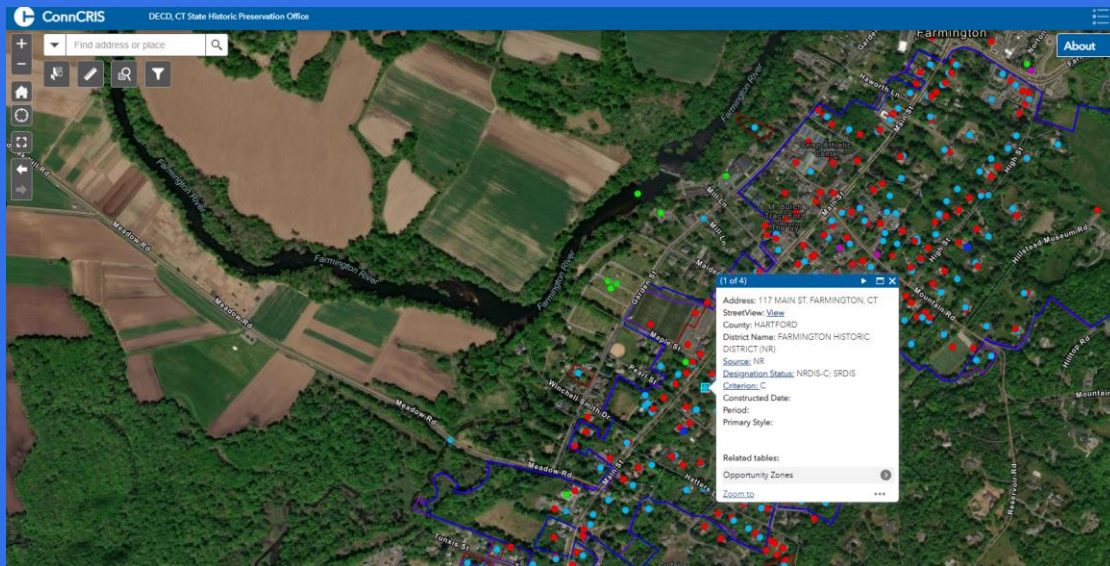 ConnCRIS
DECD, CT State Historic Preservation Office
Find address or place
About
Farmington
Haworth Ln
Main St
High St
Farmington River
Mill Ln
Mill Ln
Garden St
Main St
High St
Hillstead Museum Rd
Mountain Rd
Hilltop Rd
Farmington River
Farmington River
Farmington River
Meadow Rd
Meadow Rd
Maple St
Pearl St
Winchell Smith Dr
Meadow Rd
Main St
Tunxis St
Reservoir Rd
(1 of 4)
Address: 117 MAIN ST. FARMINGTON, CT
StreetView: View
County: HARTFORD
District Name: FARMINGTON HISTORIC
DISTRICT (NR)
Source: NR
Designation Status: NRDIS-C; SRDIS
Criterion: C
Constructed Date:
Period:
Primary Style:
Related tables:
Opportunity Zones
Zoom to